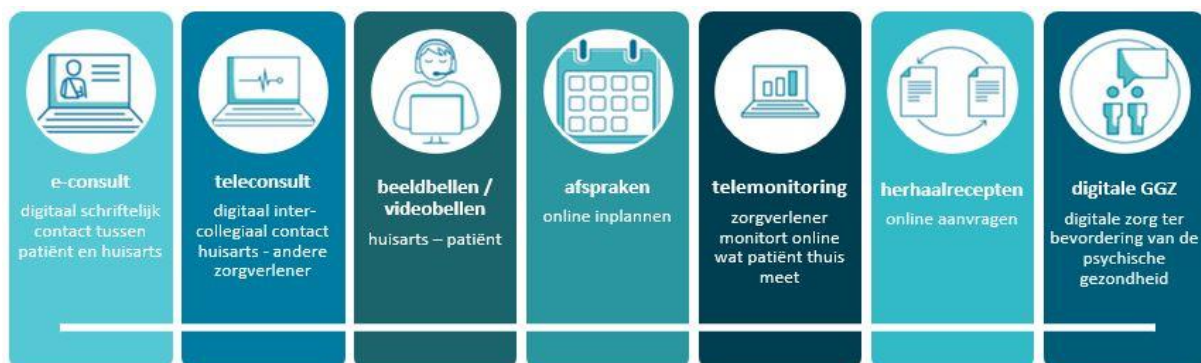 e-consult
digitaal schriftelijk
contact tussen
patiënt en huisarts
teleconsult
digitaal inter-
collegiaal contact
huisarts - andere
zorgverlener
beeldbellen /
videobellen
huisarts – patiënt
afspraken
online inplannen
telemonitoring
zorgverlener
monitort online
wat patiënt thuis
meet
herhaalrecepten
online aanvragen
digitale GGZ
digitale zorg ter
bevordering van de
psychische
gezondheid